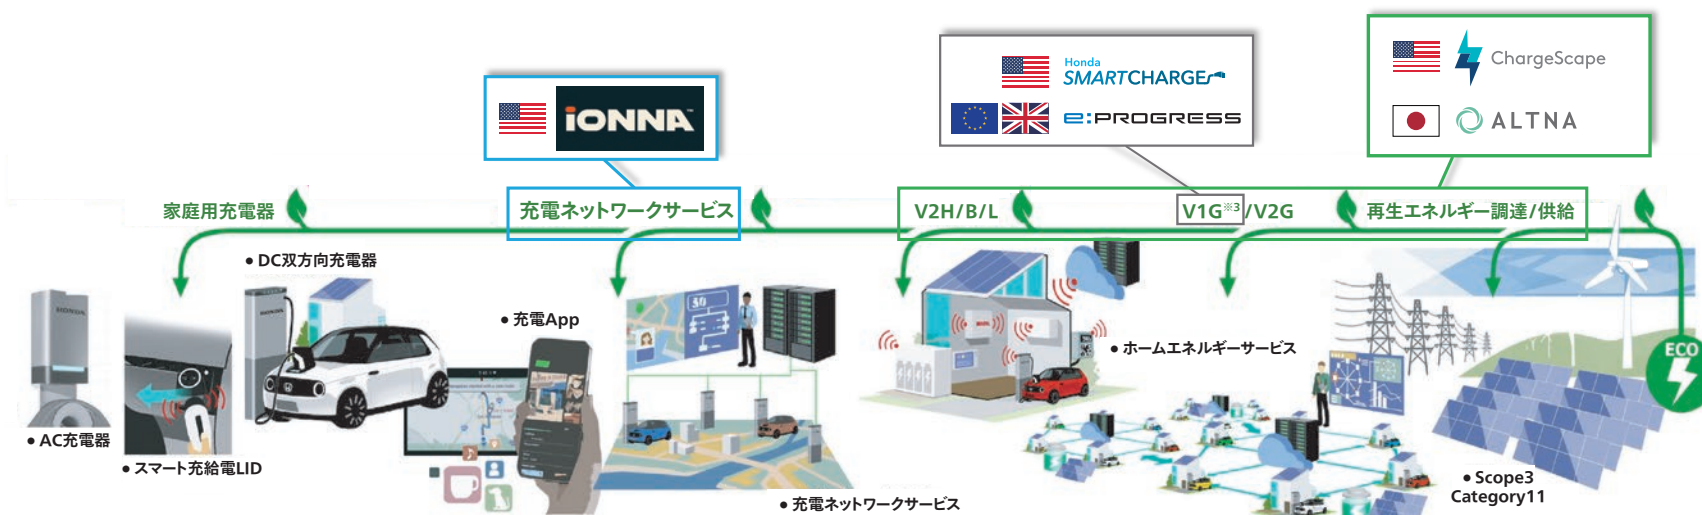 iONNA™
Honda
SMARTCHARGE
e:PROGRESS
ChargeScape
ALTNA
家庭用充電器
充電ネットワークサービス
V2H/B/L
V1G※3/V2G
再生エネルギー調達/供給
● DC双方向充電器
HONDA
HONDA
● 充電App
● ホームエネルギーサービス
ECO
● AC充電器
● スマート充給電LID
● 充電ネットワークサービス
● Scope3
Category11